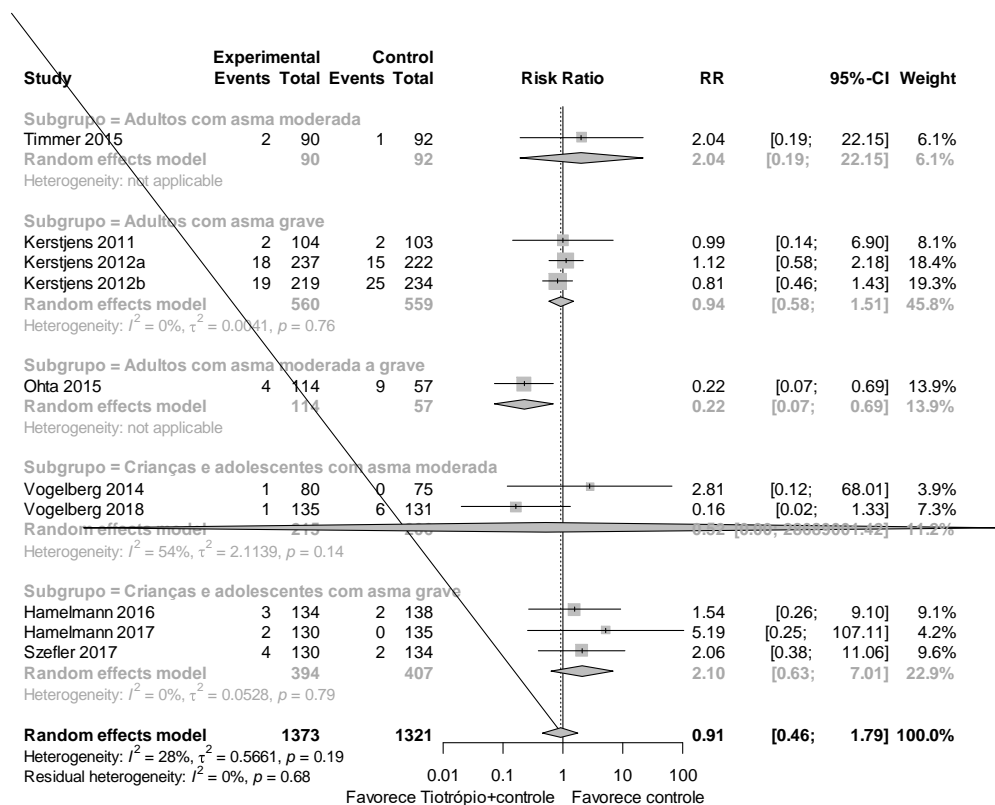 Experimental Control
Study Events Total Events Total Risk Ratio RR 95%-CI Weight
Subgrupo = Adultos com asma moderada
Timmer 2015 2 90 1 92 2.04 [0.19; 22.15] 6.1%
Random effects model 90 92 2.04 [0.19; 22.15] 6.1%
Heterogeneity: not applicable
Subgrupo = Adultos com asma grave
Kerstjens 2011 2 104 2 103 0.99 [0.14; 6.90] 8.1%
Kerstjens 2012a 18 237 15 222 1.12 [0.58; 2.18] 18.4%
Kerstjens 2012b 19 219 25 234 0.81 [0.46; 1.43] 19.3%
Random effects model 560 559 0.94 [0.58; 1.51] 45.8%
Heterogeneity: I² = 0%, τ² = 0.0041, p = 0.76
Subgrupo = Adultos com asma moderada a grave
Ohta 2015 4 114 9 57 0.22 [0.07; 0.69] 13.9%
Random effects model 114 57 0.22 [0.07; 0.69] 13.9%
Heterogeneity: not applicable
Subgrupo = Crianças e adolescentes com asma moderada
Vogelberg 2014 1 80 0 75 2.81 [0.12; 68.01] 3.9%
Vogelberg 2018 1 135 6 131 0.16 [0.02; 1.33] 7.3%
Random effects model 215 11.2%
Heterogeneity: I² = 54%, τ² = 2.1139, p = 0.14
Subgrupo = Crianças e adolescentes com asma grave
Hamelmann 2016 3 134 2 138 1.54 [0.26; 9.10] 9.1%
Hamelmann 2017 2 130 0 135 5.19 [0.25; 107.11] 4.2%
Szefler 2017 4 130 2 134 2.06 [0.38; 11.06] 9.6%
Random effects model 394 407 2.10 [0.63; 7.01] 22.9%
Heterogeneity: I² = 0%, τ² = 0.0528, p = 0.79
Random effects model 1373 1321 0.91 [0.46; 1.79] 100.0%
Heterogeneity: I² = 28%, τ² = 0.5661, p = 0.19
Residual heterogeneity: I² = 0%, p = 0.68
0.01 0.1 1 10 100
Favorece Tiotrópio+controle Favorece controle